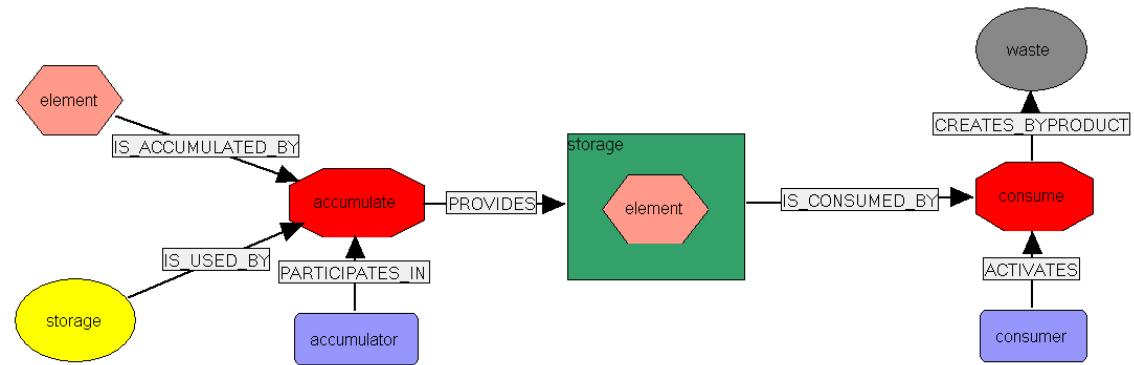 waste
element
CREATES_BYPRODUCT
IS_ACCUMULATED_BY
storage
accumulate
PROVIDES
element
IS_CONSUMED_BY
consume
IS_USED_BY
PARTICIPATES_IN
ACTIVATES
storage
accumulator
consumer